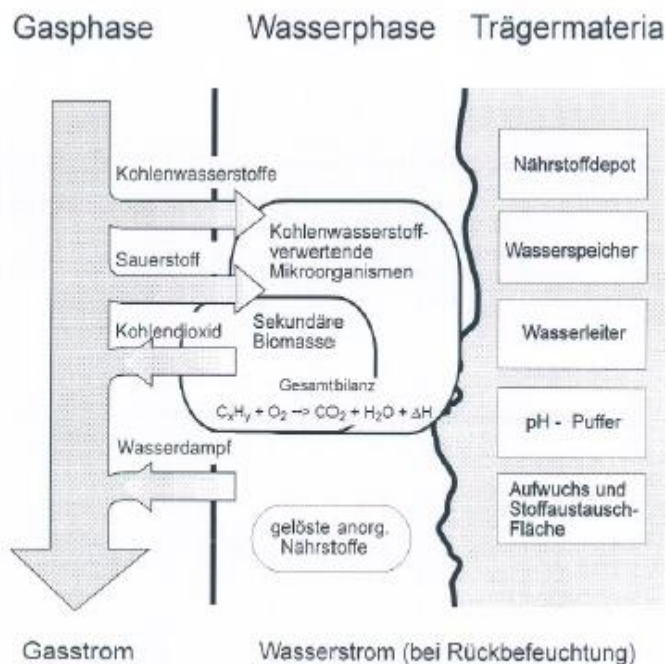 Gasphase
Wasserphase
Trägermateria
Kohlenwasserstoffe
Sauerstoff
Kohlendioxid
Wasserdampf
Kohlenwasserstoff-
verwertende
Mikroorganismen
Sekundäre
Biomasse
Gesamtbilanz
CxHy + O2 --> CO2 + H2O + ΔH
gelöste anorg.
Nährstoffe
Nährstoffdepot
Wasserspeicher
Wasserleiter
pH - Puffer
Aufwuchs und
Stoffaustausch-
Fläche
Gasstrom
Wasserstrom (bei Rückbefeuchtung)